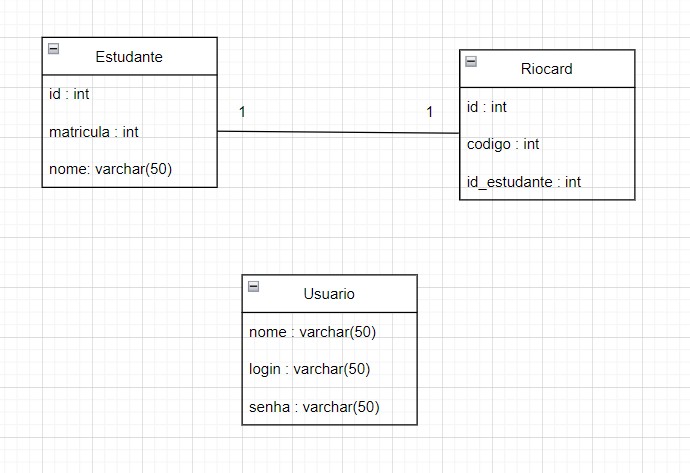 Estudante
id : int
matricula : int
nome: varchar(50)
1
1
Riocard
id : int
codigo : int
id_estudante : int
Usuario
nome : varchar(50)
login : varchar(50)
senha : varchar(50)